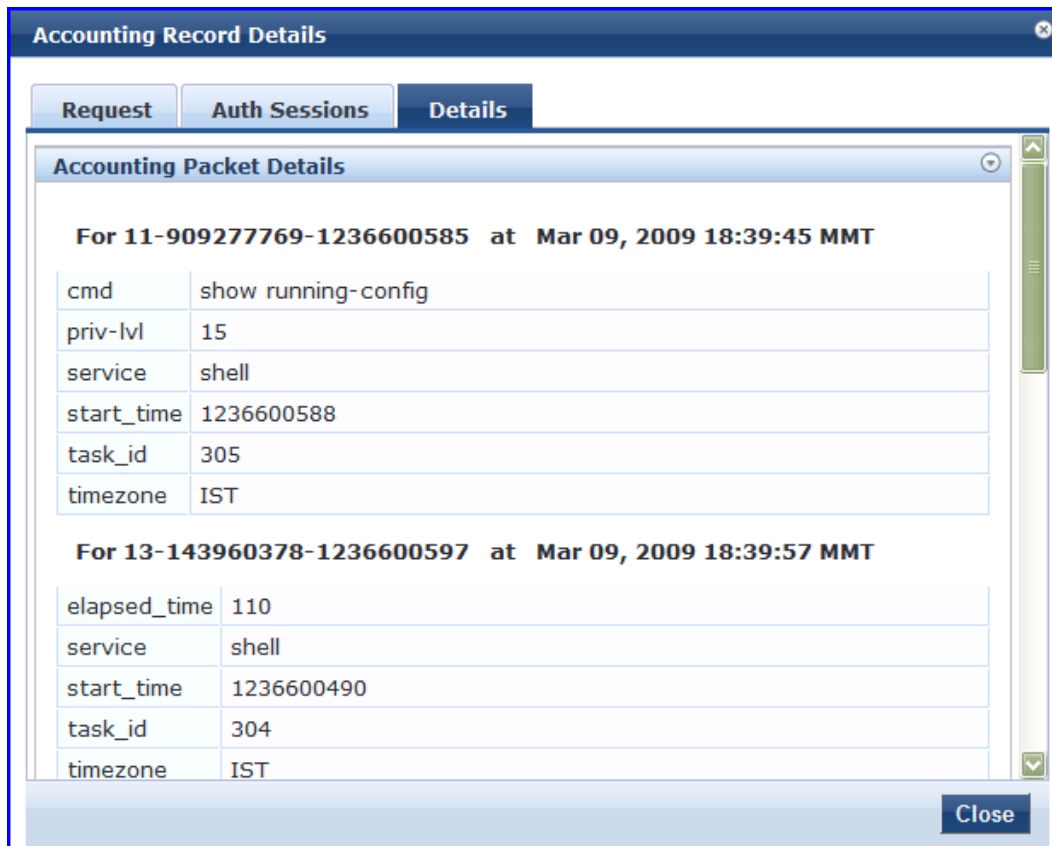 Accounting Record Details
Request Auth Sessions Details
Accounting Packet Details
For 11-909277769-1236600585 at Mar 09, 2009 18:39:45 MMT
cmd show running-config
priv-lvl 15
service shell
start_time 1236600588
task_id 305
timezone IST
For 13-143960378-1236600597 at Mar 09, 2009 18:39:57 MMT
elapsed_time 110
service shell
start_time 1236600490
task_id 304
timezone IST
Close